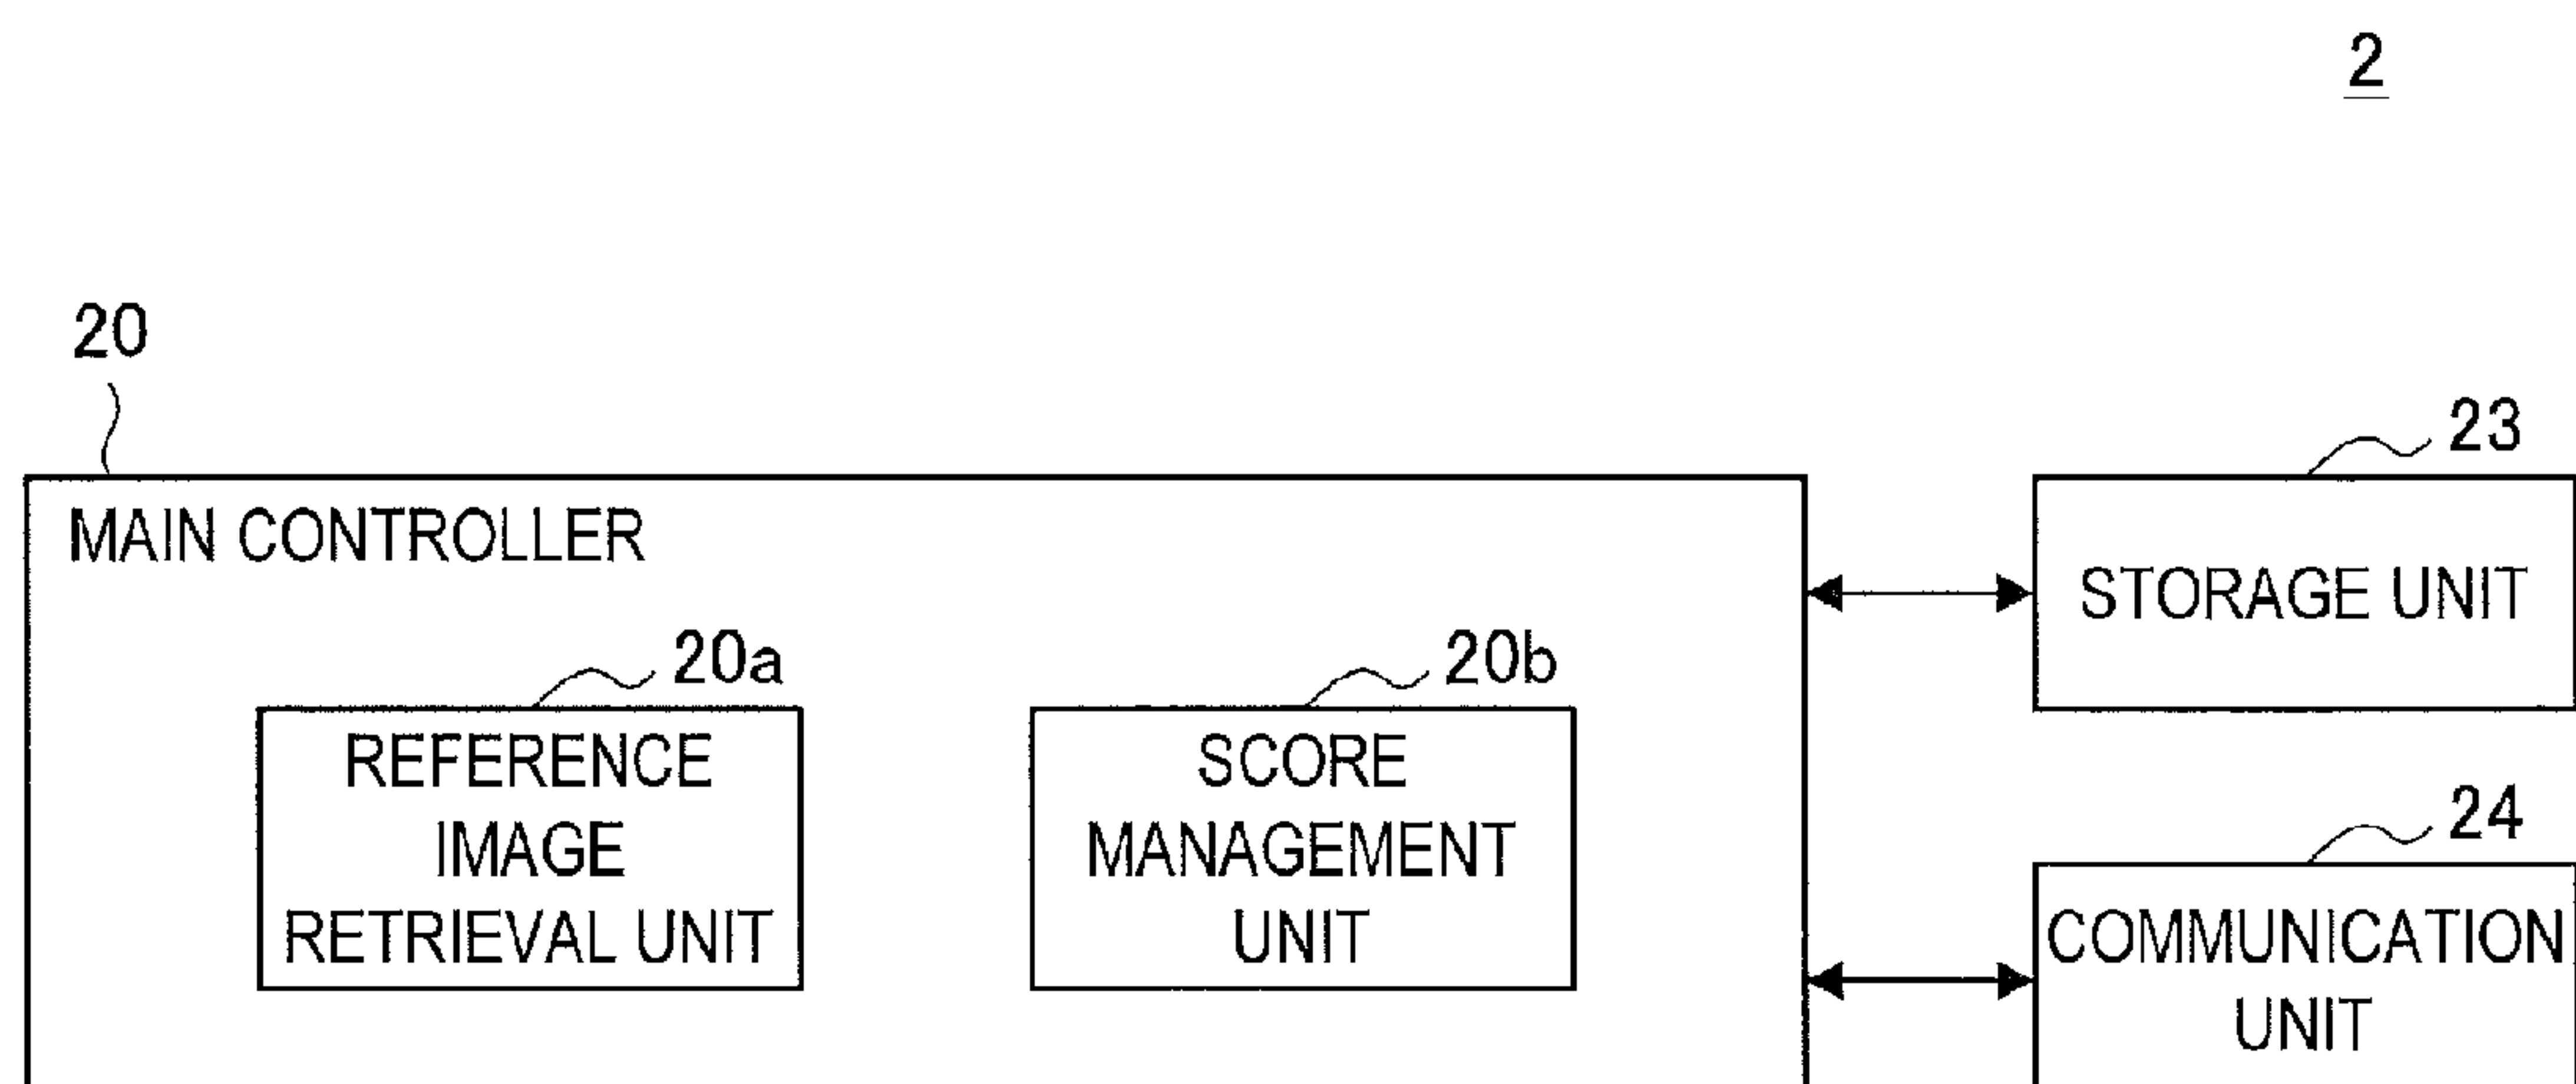 2
20
23
MAIN CONTROLLER
STORAGE UNIT
20a
20b
REFERENCE
IMAGE
RETRIEVAL UNIT
SCORE
MANAGEMENT
UNIT
24
COMMUNICATION
UNIT